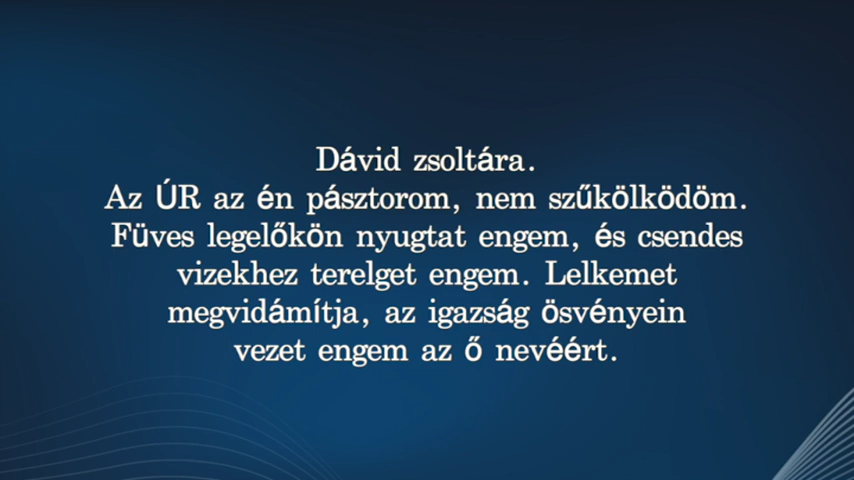 Dávid zsoltára.
Az ÚR az én pásztorom, nem szűkölködöm.
Füves legelőkön nyugtat engem, és csendes
vizekhez terelget engem. Lelkemet
megvidámítja, az igazság ösvényein
vezet engem az ő nevéért.